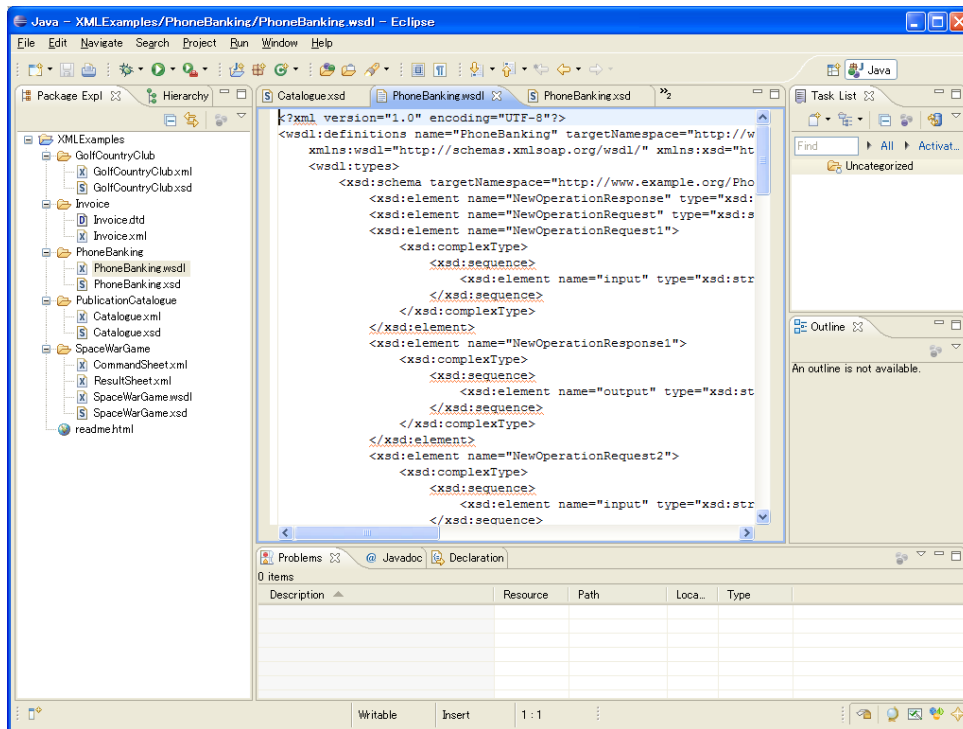 Java - XMLExamples/PhoneBanking/PhoneBanking.wsdl - Eclipse
File Edit Navigate Search Project Run Window Help
Java
Package Expl Hierarchy
XMLExamples
GolfCountryClub
GolfCountryClub.xml
GolfCountryClub.xsd
Invoice
Invoice.dtd
Invoice.xml
PhoneBanking
PhoneBanking.wsdl
PhoneBanking.xsd
PublicationCatalogue
Catalogue.xml
Catalogue.xsd
SpaceWarGame
CommandSheet.xml
ResultSheet.xml
SpaceWarGame.wsdl
SpaceWarGame.xsd
readme.html
Catalogue.xsd PhoneBanking.wsdl PhoneBanking.xsd »2
<?xml version="1.0" encoding="UTF-8"?>
<wsdl:definitions name="PhoneBanking" targetNamespace="http://w
xmlns:wsdl="http://schemas.xmlsoap.org/wsdl/" xmlns:xsd="ht
<wsdl:types>
<xsd:schema targetNamespace="http://www.example.org/Pho
<xsd:element name="NewOperationResponse" type="xsd:
<xsd:element name="NewOperationRequest" type="xsd:s
<xsd:element name="NewOperationRequest1">
<xsd:complexType>
<xsd:sequence>
<xsd:element name="input" type="xsd:str
</xsd:sequence>
</xsd:complexType>
</xsd:element>
<xsd:element name="NewOperationResponse1">
<xsd:complexType>
<xsd:sequence>
<xsd:element name="output" type="xsd:st
</xsd:sequence>
</xsd:complexType>
</xsd:element>
<xsd:element name="NewOperationRequest2">
<xsd:complexType>
<xsd:sequence>
<xsd:element name="input" type="xsd:str
</xsd:sequence>
Task List
Find All Activat...
Uncategorized
Outline
An outline is not available.
Problems @ Javadoc Declaration
0 items
Description Resource Path Loca... Type
Writable Insert 1 : 1